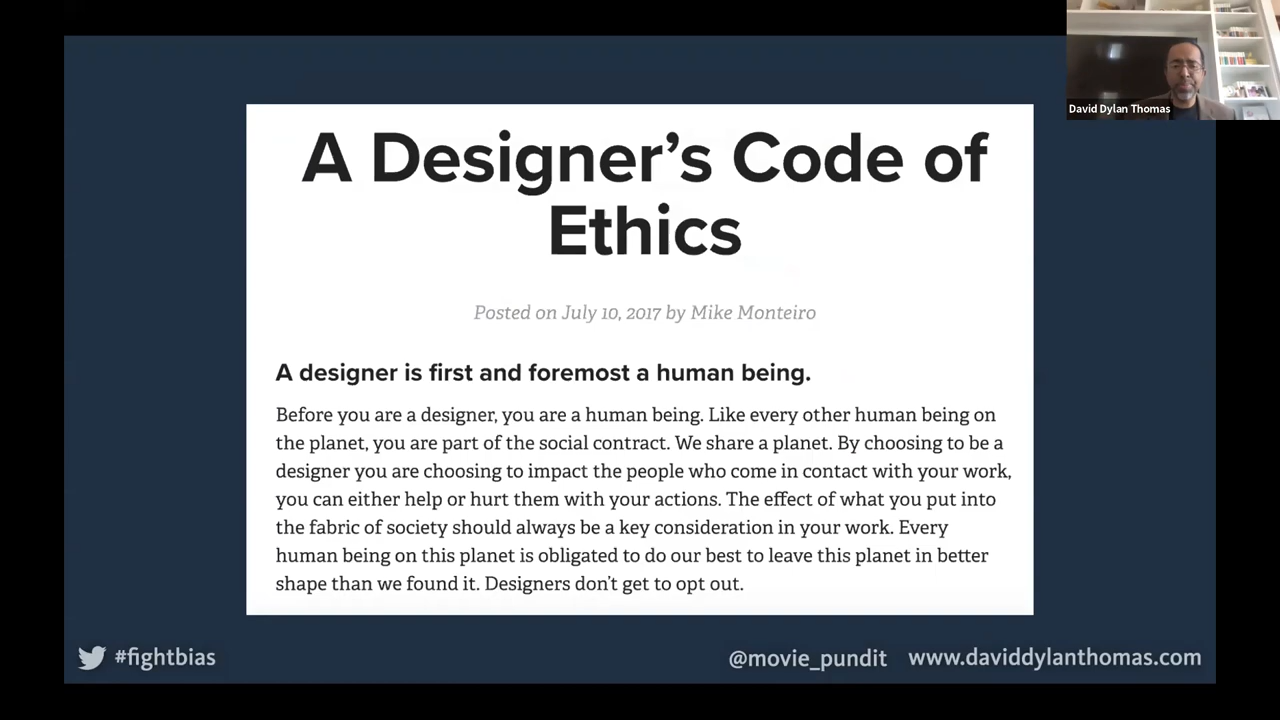 David Dylan Thomas
A Designer’s Code of
Ethics
Posted on July 10, 2017 by Mike Monteiro
A designer is first and foremost a human being.
Before you are a designer, you are a human being. Like every other human being on
the planet, you are part of the social contract. We share a planet. By choosing to be a
designer you are choosing to impact the people who come in contact with your work,
you can either help or hurt them with your actions. The effect of what you put into
the fabric of society should always be a key consideration in your work. Every
human being on this planet is obligated to do our best to leave this planet in better
shape than we found it. Designers don’t get to opt out.
#fightbias
@movie_pundit www.daviddylanthomas.com